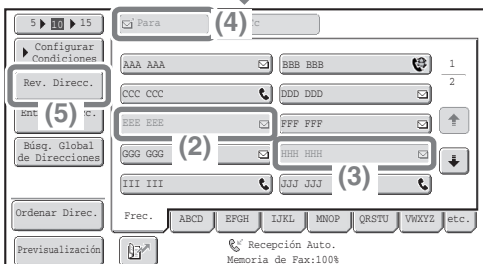 5 10 15
Para
(4)
Cc
Configurar
Condiciones
Rev. Direcc.
(5)
Búsq. Global
de Direcciones
Ordenar Direc.
Previsualización
AAA AAA
BBB BBB
CCC CCC
DDD DDD
EEE EEE
FFF FFF
(2)
GGG GGG
HHH HHH
(3)
III III
JJJ JJJ
1
2
Frec.
ABCD
EFGH
IJKL
MNOP
QRSTU
VWXYZ
etc.
Recepción Auto.
Memoria de Fax:100%